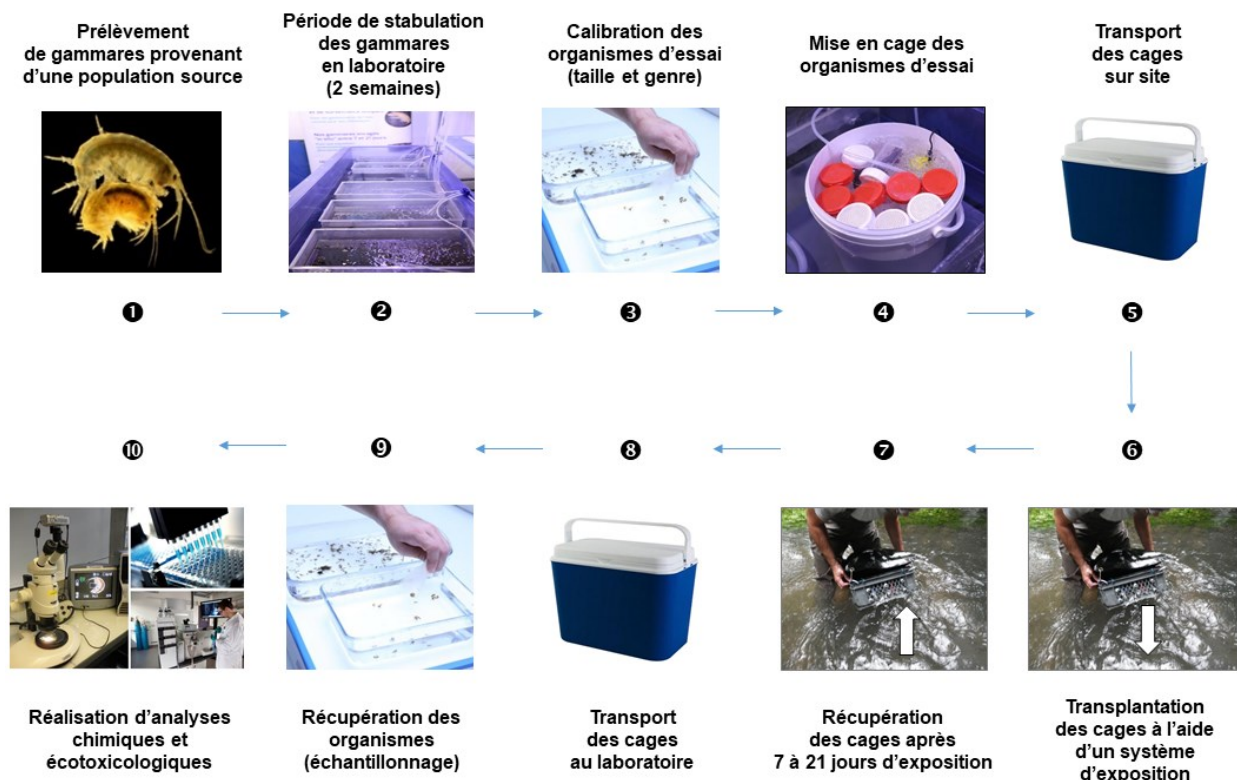 Prélèvement
de gammares provenant
d'une population source
Période de stabulation
des gammares
en laboratoire
(2 semaines)
Calibration des
organismes d'essai
(taille et genre)
Mise en cage des
organismes d'essai
Transport
des cages
sur site
❶
❷
❸
❹
❺
❿
❾
❽
❼
❻
Réalisation d'analyses
chimiques et
écotoxicologiques
Récupération des
organismes
(échantillonnage)
Transport
des cages
au laboratoire
Récupération
des cages après
7 à 21 jours d'exposition
Transplantation
des cages à l'aide
d'un système
d'exposition